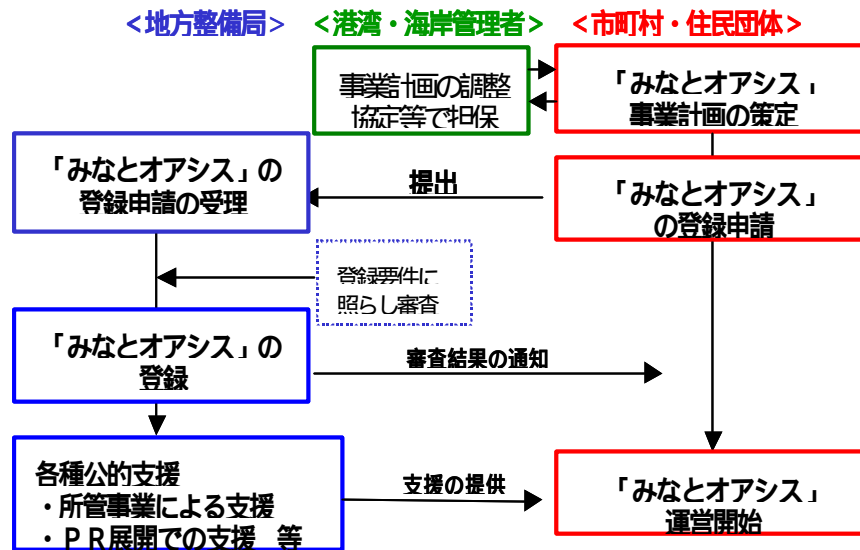 ＜地方整備局＞
＜港湾・海岸管理者＞
＜市町村・住民団体＞
事業計画の調整
協定等で担保
「みなとオアシス」
事業計画の策定
「みなとオアシス」の
登録申請の受理
提出
「みなとオアシス」
の登録申請
登録要件に
照らし審査
「みなとオアシス」の
登録
審査結果の通知
各種公的支援
・所管事業による支援
・ＰＲ展開での支援　等
支援の提供
「みなとオアシス」
運営開始